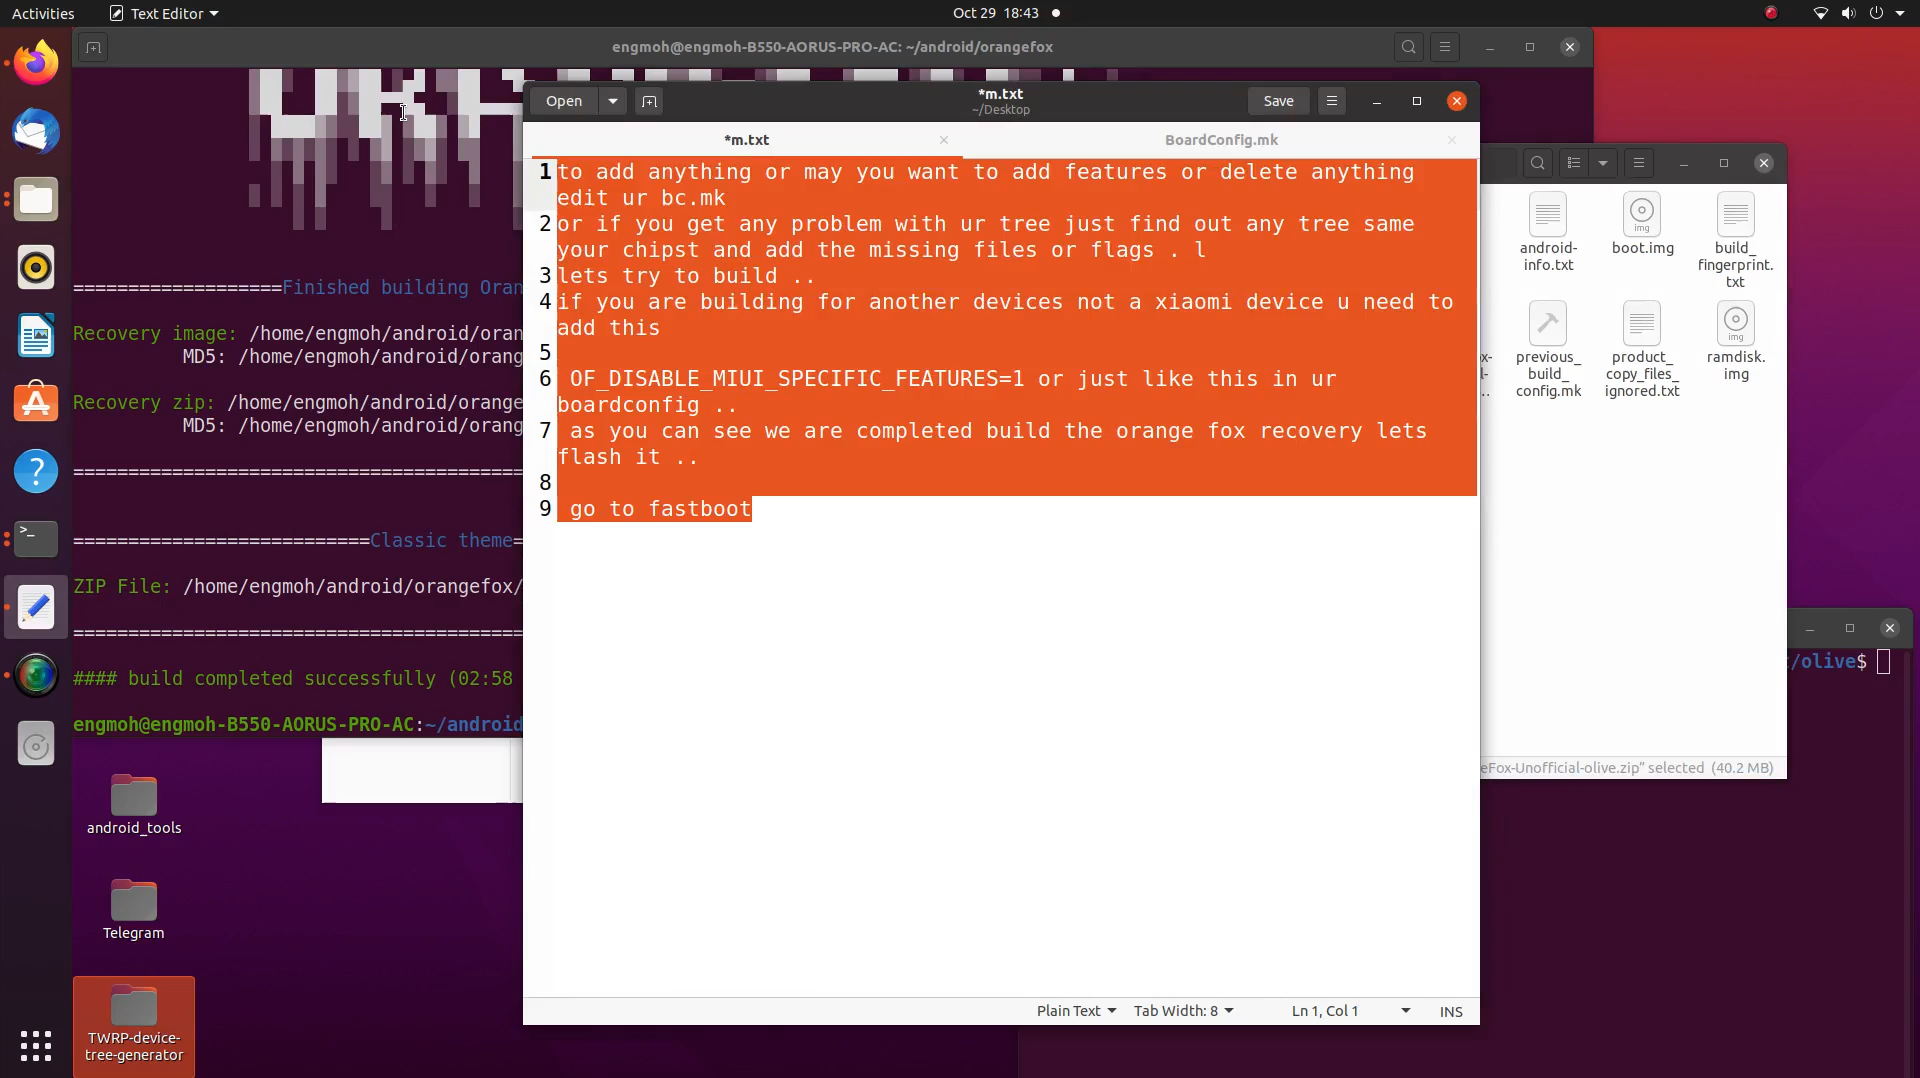 Activities
Text Editor
Oct 29 18:43
engmoh@engmoh-B550-AORUS-PRO-AC: ~/android/orangefox
Open
*m.txt
~/Desktop
Save
*m.txt
BoardConfig.mk
1 to add anything or may you want to add features or delete anything
edit ur bc.mk
2 or if you get any problem with ur tree just find out any tree same
your chipst and add the missing files or flags . l
3 lets try to build ..
4 if you are building for another devices not a xiaomi device u need to
add this
5
6 OF_DISABLE_MIUI_SPECIFIC_FEATURES=1 or just like this in ur
boardconfig ..
7 as you can see we are completed build the orange fox recovery lets
flash it ..
8
9 go to fastboot
Plain Text
Tab Width: 8
Ln 1, Col 1
INS
===================Finished building Oran
Recovery image: /home/engmoh/android/oran
MD5: /home/engmoh/android/orange
Recovery zip: /home/engmoh/android/orange
MD5: /home/engmoh/android/orange
=========================================
===========================Classic theme=
ZIP File: /home/engmoh/android/orangefox/
=========================================
#### build completed successfully (02:58
engmoh@engmoh-B550-AORUS-PRO-AC:~/android
android-
info.txt
img
boot.img
build_
fingerprint.
txt
previous_
build_
config.mk
product_
copy_files_
ignored.txt
img
ramdisk.
img
eFox-Unofficial-olive.zip" selected (40.2 MB)
/olive$
android_tools
Telegram
TWRP-device-
tree-generator